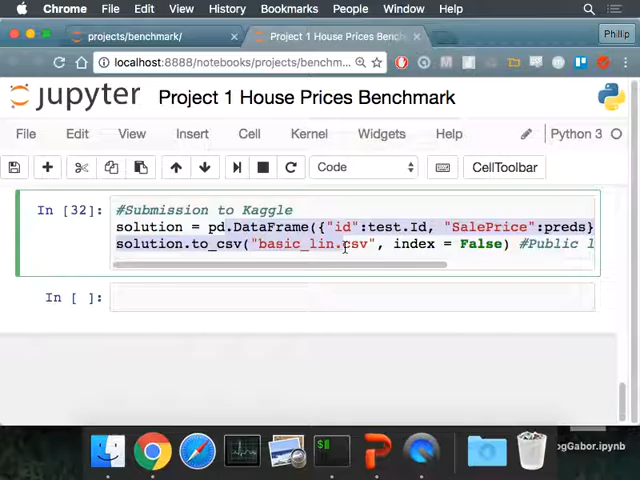 Chrome File Edit View History Bookmarks People Window Help
projects/benchmark/ Project 1 House Prices Bench Phillip
localhost:8888/notebooks/projects/benchm...
jupyter Project 1 House Prices Benchmark
File Edit View Insert Cell Kernel Widgets Help Python 3
Code CellToolbar
In [32]: #Submission to Kaggle
solution = pd.DataFrame({"id":test.Id, "SalePrice":preds}
solution.to_csv("basic_lin.csv", index = False) #Public l
In [ ]:
ogGabor.ipynb